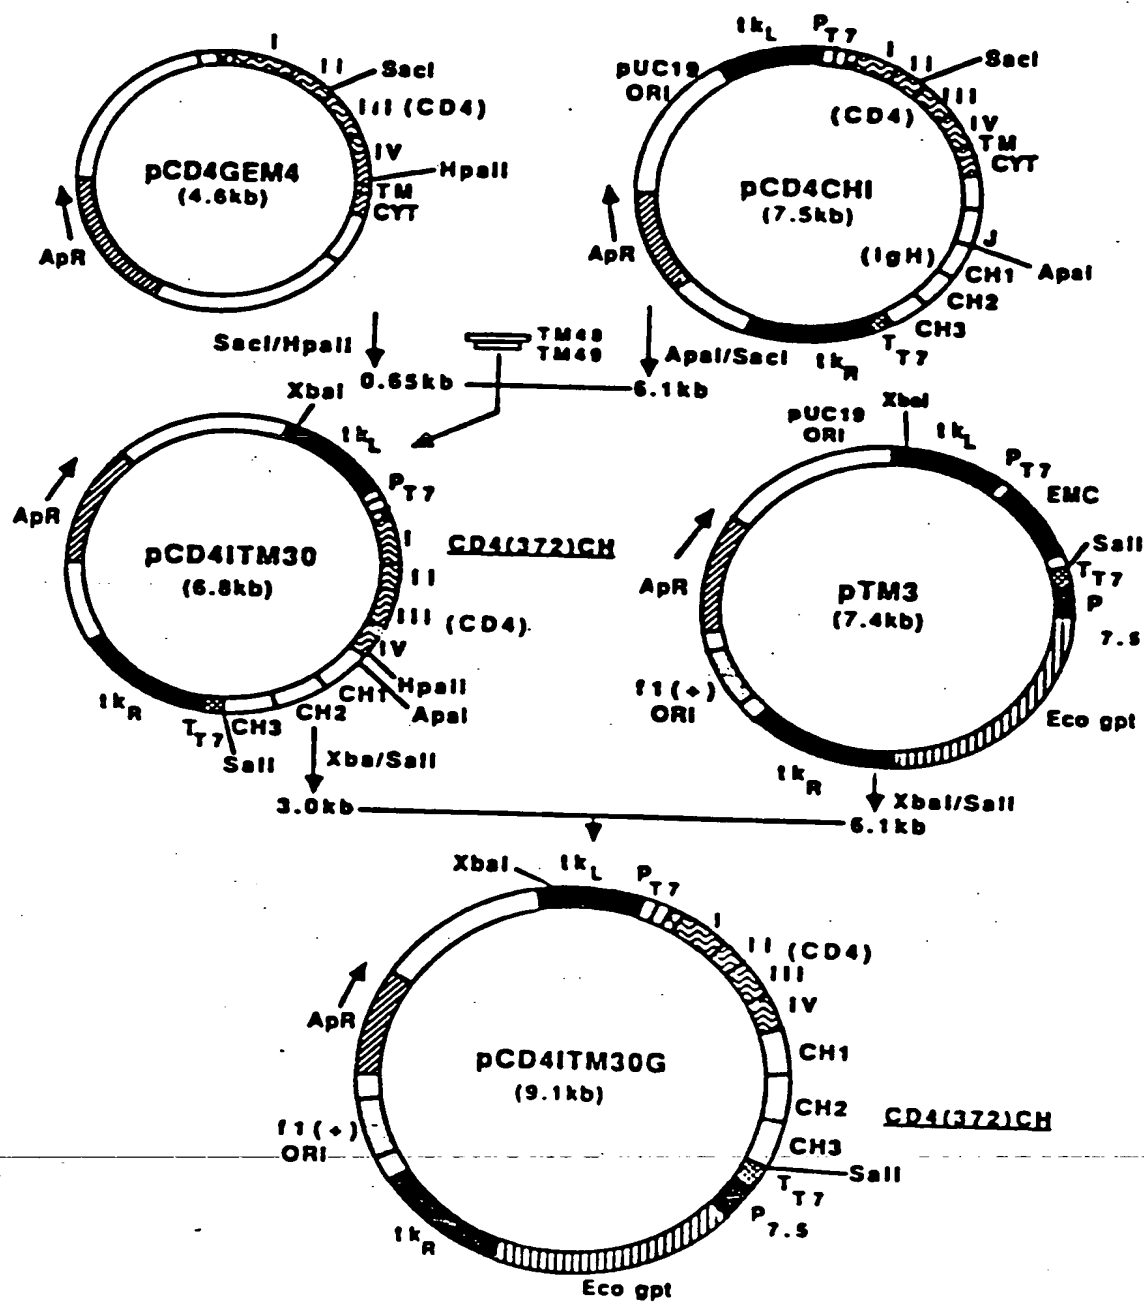 I
II
SacI
III (CD4)
IV
HpaII
TM
CYT
pCD4GEM4
(4.6kb)
ApR
tkL
PT7
I
II
SacI
III
IV
TM
CYT
pUC19
ORI
(CD4)
pCD4CHI
(7.5kb)
ApR
J
(IgH)
ApaI
CH1
CH2
CH3
TT7
tkR
SacI/HpaII
TM48
TM49
ApaI/SacI
0.65kb
6.1kb
XbaI
tkL
PT7
ApR
pCD4ITM30
(6.8kb)
CD4(372)CH
I
II
III (CD4)
IV
HpaII
ApaI
CH1
CH2
CH3
TT7
SalI
tkR
Xba/SalI
3.0kb
pUC19
ORI
XbaI
tkL
PT7
EMC
SalI
TT7
P7.5
ApR
pTM3
(7.4kb)
f1(+)
ORI
Eco gpt
tkR
XbaI/SalI
6.1kb
XbaI
tkL
PT7
I
II (CD4)
III
IV
ApR
pCD4ITM30G
(9.1kb)
CH1
CH2
CD4(372)CH
CH3
SalI
TT7
P7.5
f1(+)
ORI
tkR
Eco gpt